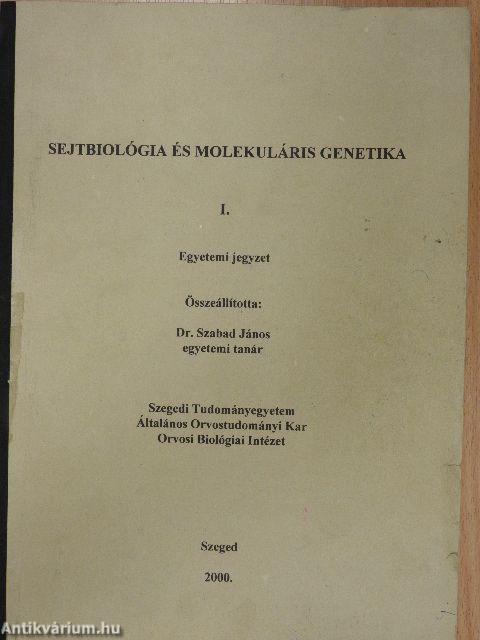 SEJTBIOLÓGIA ÉS MOLEKULÁRIS GENETIKA
I.
Egyetemi jegyzet
Összeállította:
Dr. Szabad János
egyetemi tanár
Szegedi Tudományegyetem
Általános Orvostudományi Kar
Orvosi Biológiai Intézet
Szeged
2000.
Antikvárium.hu